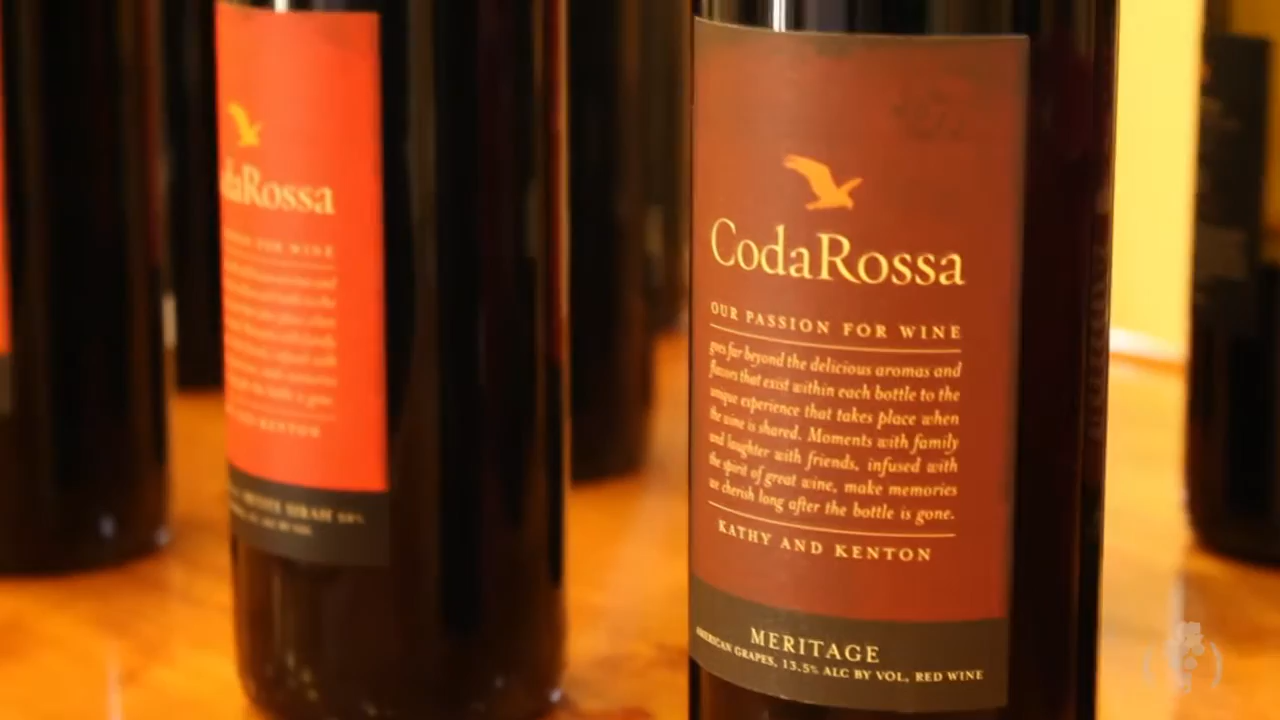 daRossa
KENTON
CodaRossa
OUR PASSION FOR WINE
goes far beyond the delicious aromas and
flavors that exist within each bottle to the
unique experience that takes place when
the wine is shared. Moments with family
and laughter with friends, infused with
the spirit of great wine, make memories
we cherish long after the bottle is gone.
KATHY AND KENTON
MERITAGE
AMERICAN GRAPES, 13.5% ALC BY VOL, RED WINE